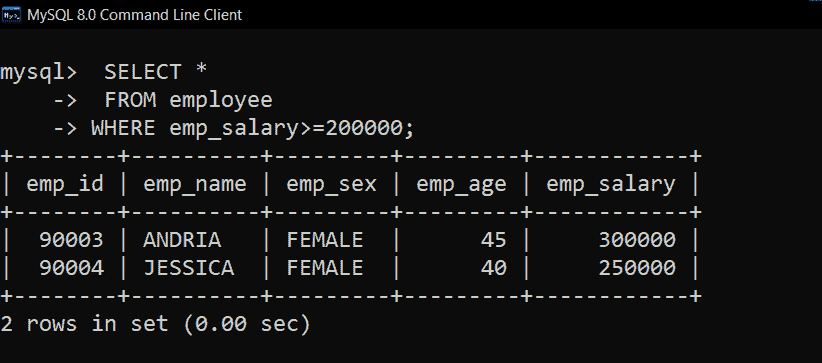 MySQL 8.0 Command Line Client
mysql>  SELECT *
    ->  FROM employee
    -> WHERE emp_salary>=200000;
+--------+----------+---------+---------+------------+
| emp_id | emp_name | emp_sex | emp_age | emp_salary |
+--------+----------+---------+---------+------------+
|  90003 | ANDRIA   | FEMALE  |      45 |     300000 |
|  90004 | JESSICA  | FEMALE  |      40 |     250000 |
+--------+----------+---------+---------+------------+
2 rows in set (0.00 sec)